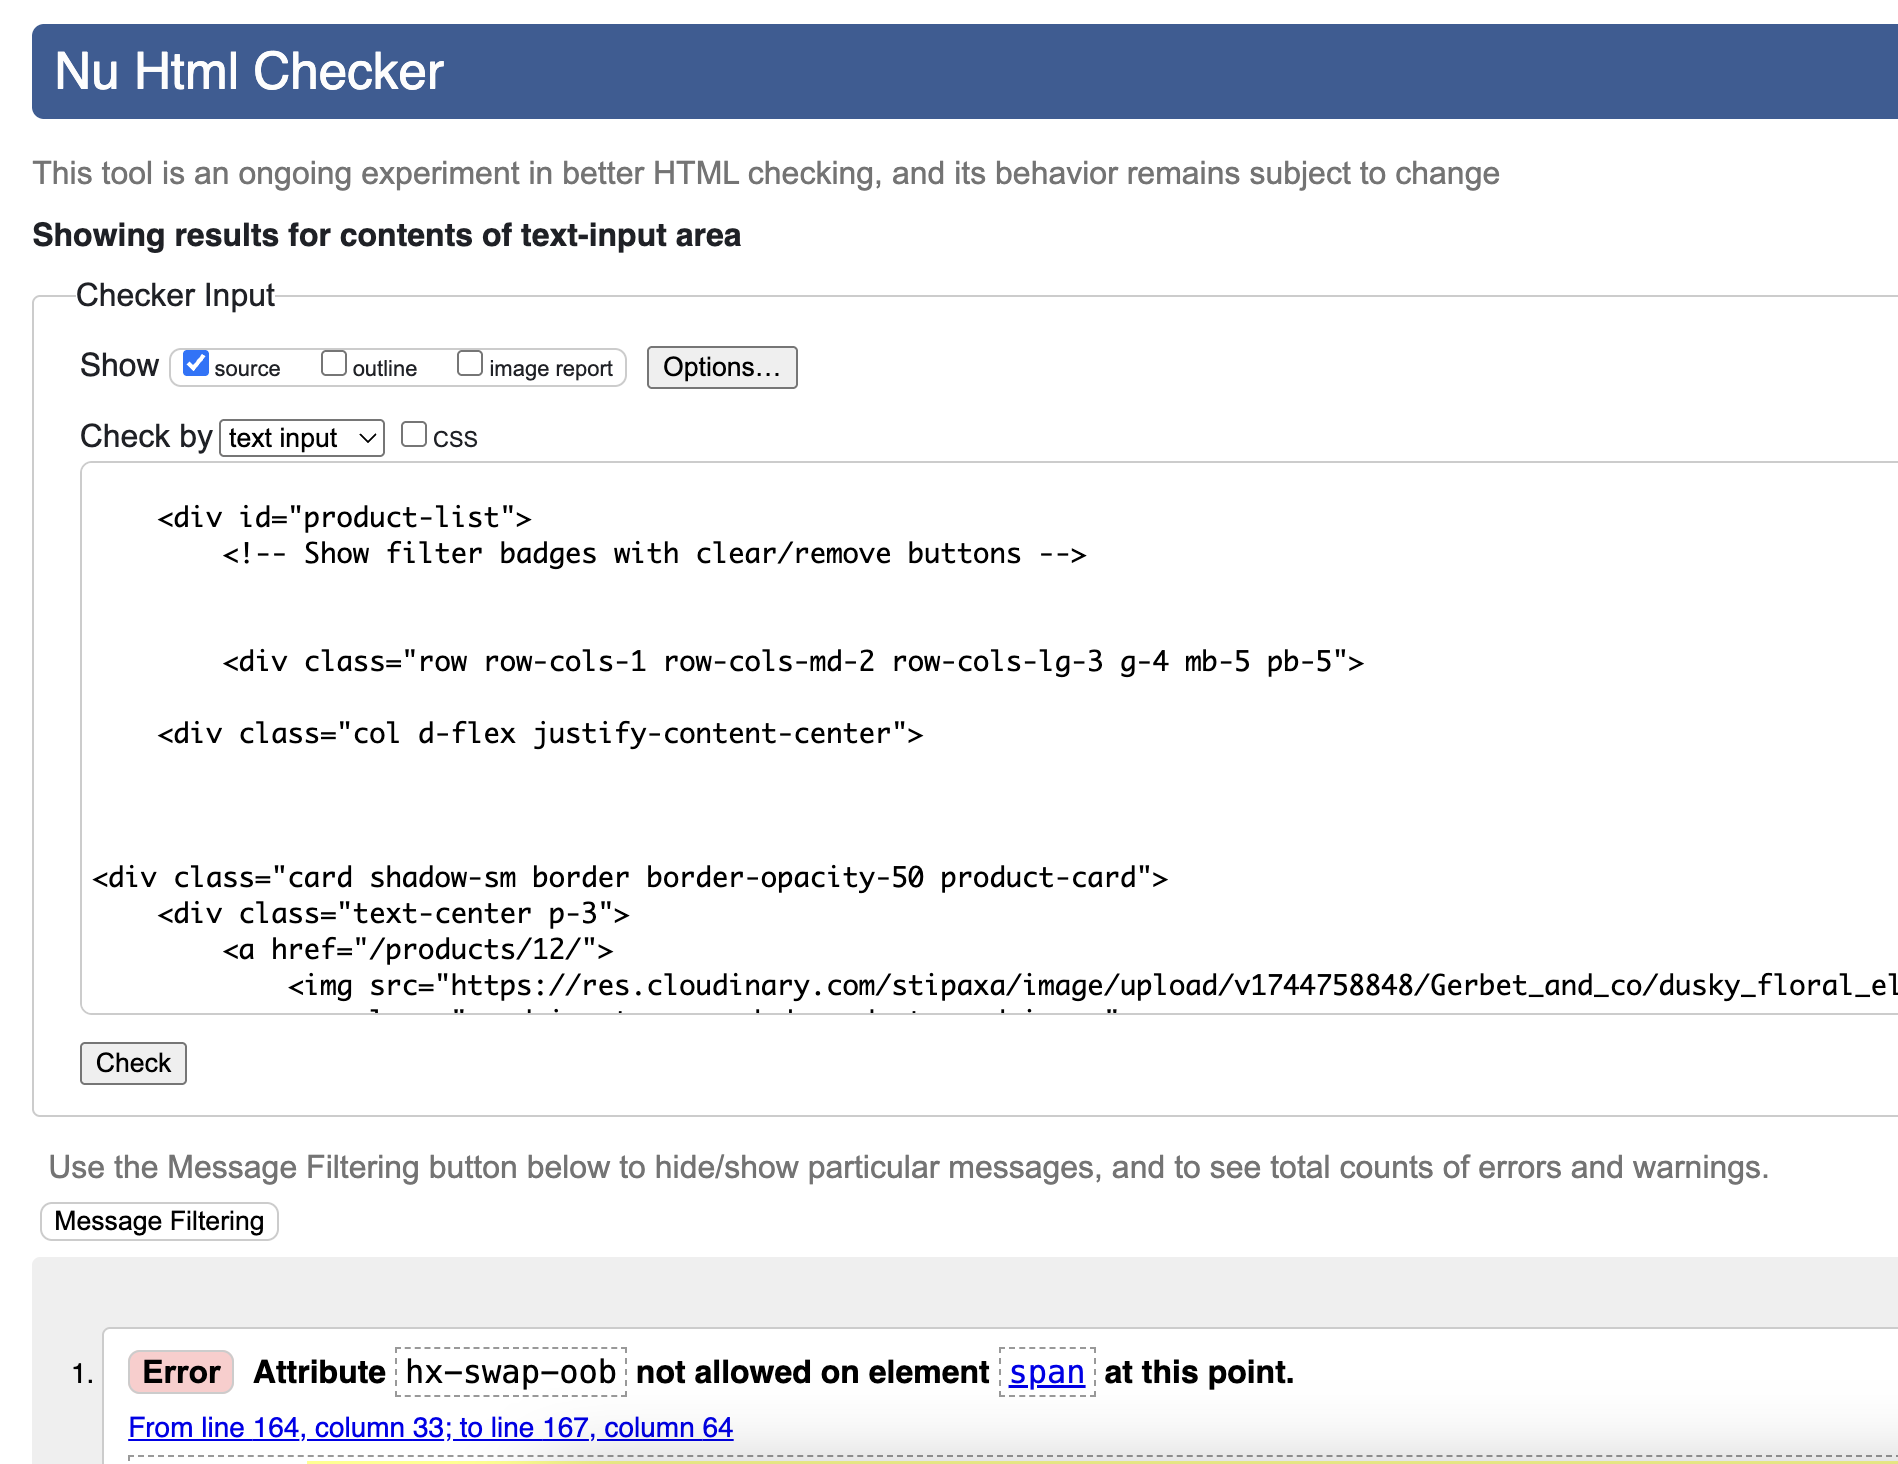 Nu Html Checker
This tool is an ongoing experiment in better HTML checking, and its behavior remains subject to change
Showing results for contents of text-input area
Checker Input
Show source outline image report Options…
Check by text input CSS
<div id="product-list">
<!-- Show filter badges with clear/remove buttons -->
<div class="row row-cols-1 row-cols-md-2 row-cols-lg-3 g-4 mb-5 pb-5">
<div class="col d-flex justify-content-center">
<div class="card shadow-sm border border-opacity-50 product-card">
<div class="text-center p-3">
<a href="/products/12/">
<img src="https://res.cloudinary.com/stipaxa/image/upload/v1744758848/Gerbet_and_co/dusky_floral_el
Check
Use the Message Filtering button below to hide/show particular messages, and to see total counts of errors and warnings.
Message Filtering
1. Error Attribute hx-swap-oob not allowed on element span at this point.
From line 164, column 33; to line 167, column 64